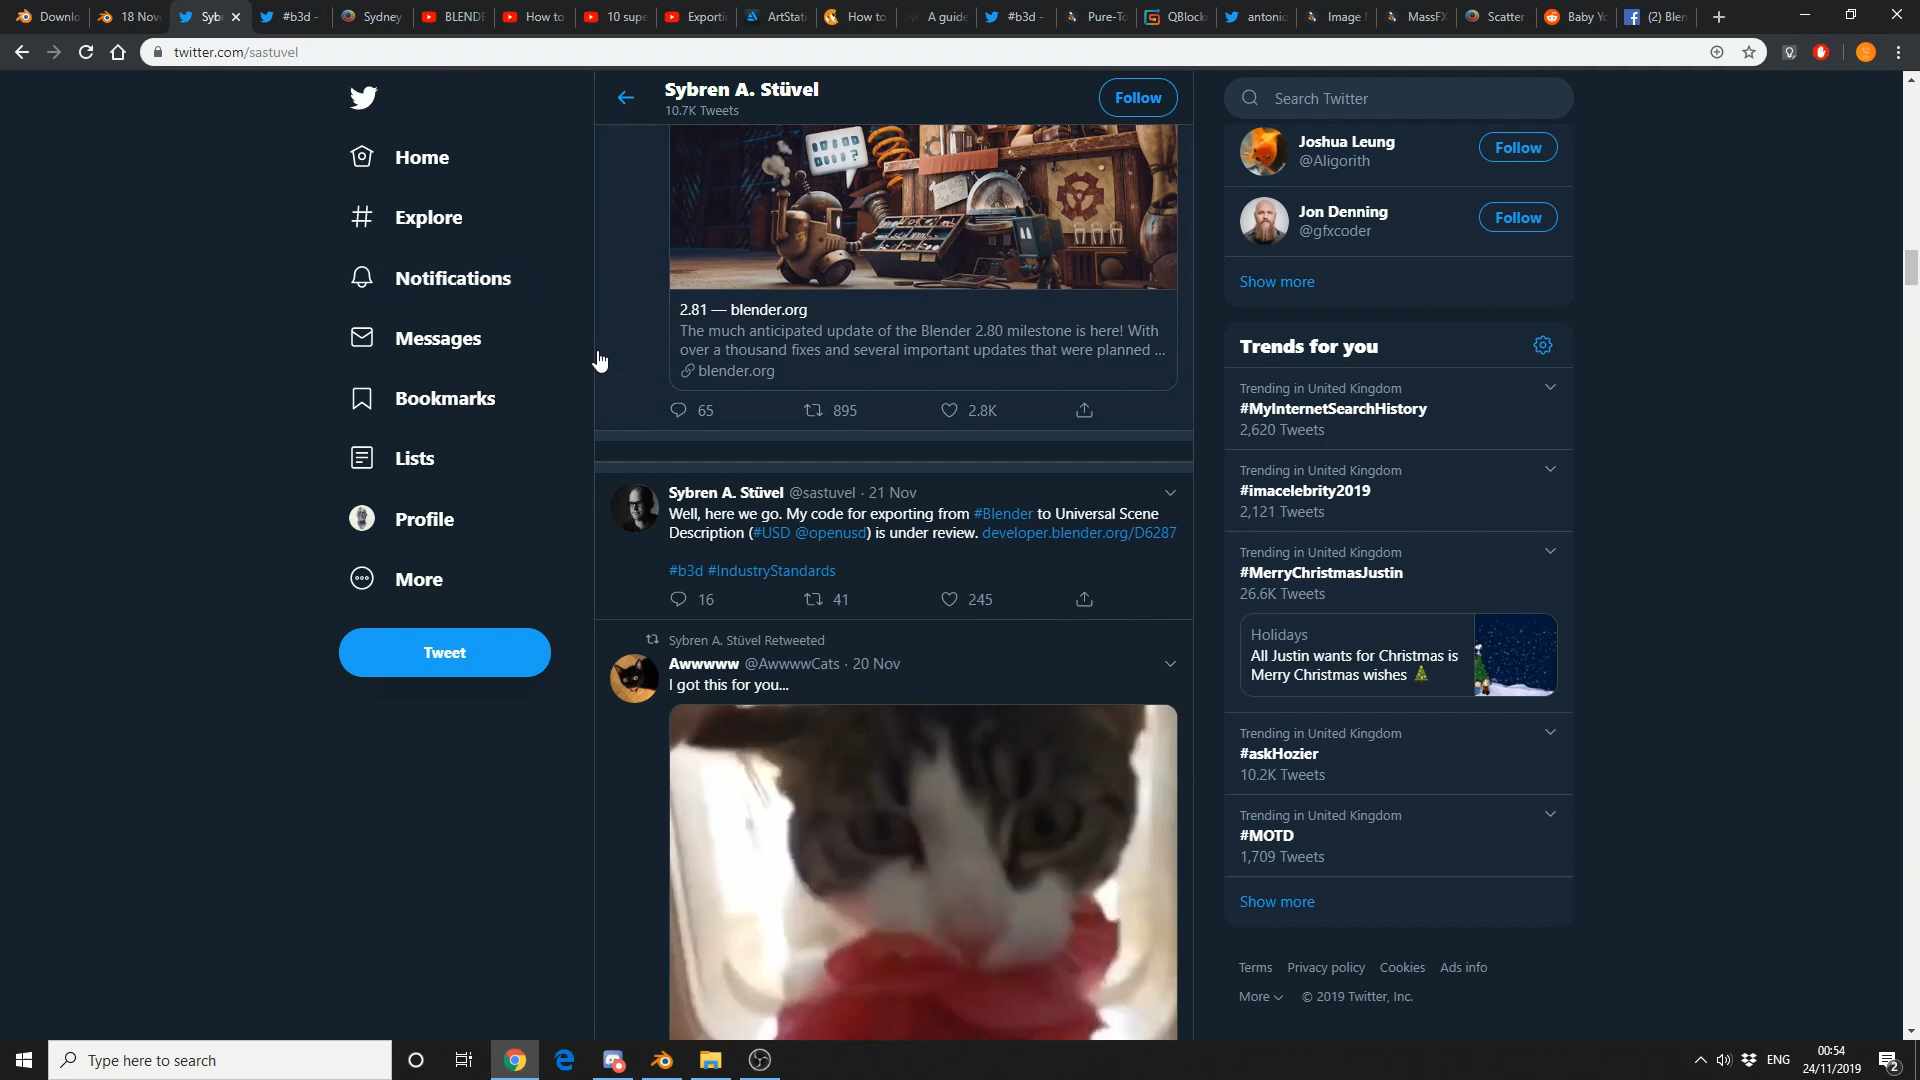 Downlo
18 Nov
Syb
#b3d -
Sydney
BLENDE
How to
10 supe
Exporti
ArtStati
How to
A guide
#b3d -
Pure-To
QBlock
antonio
Image
MassFX
Scatter
Baby Yo
(2) Blen
twitter.com/sastuvel
Home
Explore
Notifications
Messages
Bookmarks
Lists
Profile
More
Tweet
Sybren A. Stüvel
10.7K Tweets
Follow
2.81 — blender.org
The much anticipated update of the Blender 2.80 milestone is here! With
over a thousand fixes and several important updates that were planned ...
blender.org
65
895
2.8K
Sybren A. Stüvel @sastuvel · 21 Nov
Well, here we go. My code for exporting from #Blender to Universal Scene
Description (#USD @openusd) is under review. developer.blender.org/D6287
#b3d #IndustryStandards
16
41
245
Sybren A. Stüvel Retweeted
Awwwww @AwwwwCats · 20 Nov
I got this for you...
Search Twitter
Joshua Leung
@Aligorith
Follow
Jon Denning
@gfxcoder
Follow
Show more
Trends for you
Trending in United Kingdom
#MyInternetSearchHistory
2,620 Tweets
Trending in United Kingdom
#imacelebrity2019
2,121 Tweets
Trending in United Kingdom
#MerryChristmasJustin
26.6K Tweets
Holidays
All Justin wants for Christmas is
Merry Christmas wishes 🎄
Trending in United Kingdom
#askHozier
10.2K Tweets
Trending in United Kingdom
#MOTD
1,709 Tweets
Show more
Terms Privacy policy Cookies Ads info
More © 2019 Twitter, Inc.
Type here to search
ENG
00:54
24/11/2019
2